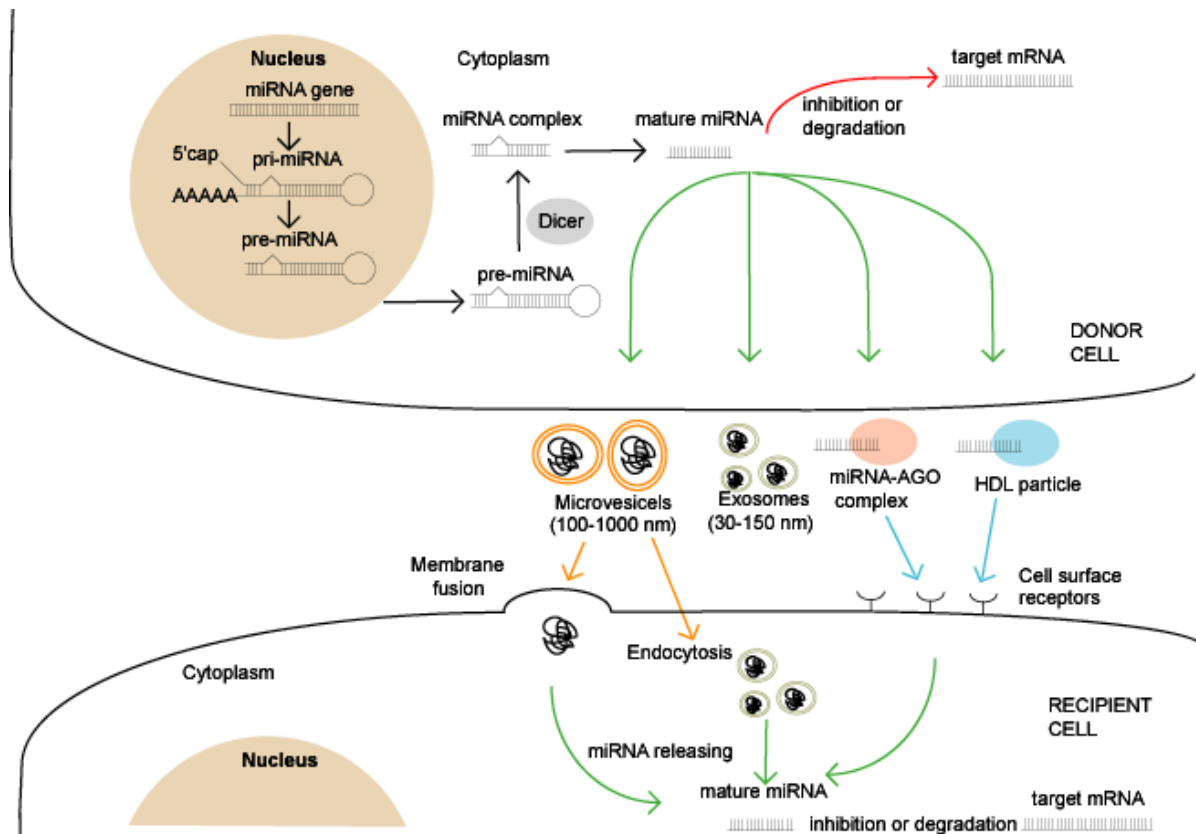 Nucleus
miRNA gene
5'cap
pri-miRNA
AAAAA
pre-miRNA
Cytoplasm
miRNA complex
Dicer
pre-miRNA
mature miRNA
inhibition or
degradation
target mRNA
DONOR
CELL
Microvesicels
(100-1000 nm)
Exosomes
(30-150 nm)
miRNA-AGO
complex
HDL particle
Membrane
fusion
Cell surface
receptors
Endocytosis
Cytoplasm
RECIPIENT
CELL
Nucleus
miRNA releasing
mature miRNA
inhibition or degradation
target mRNA